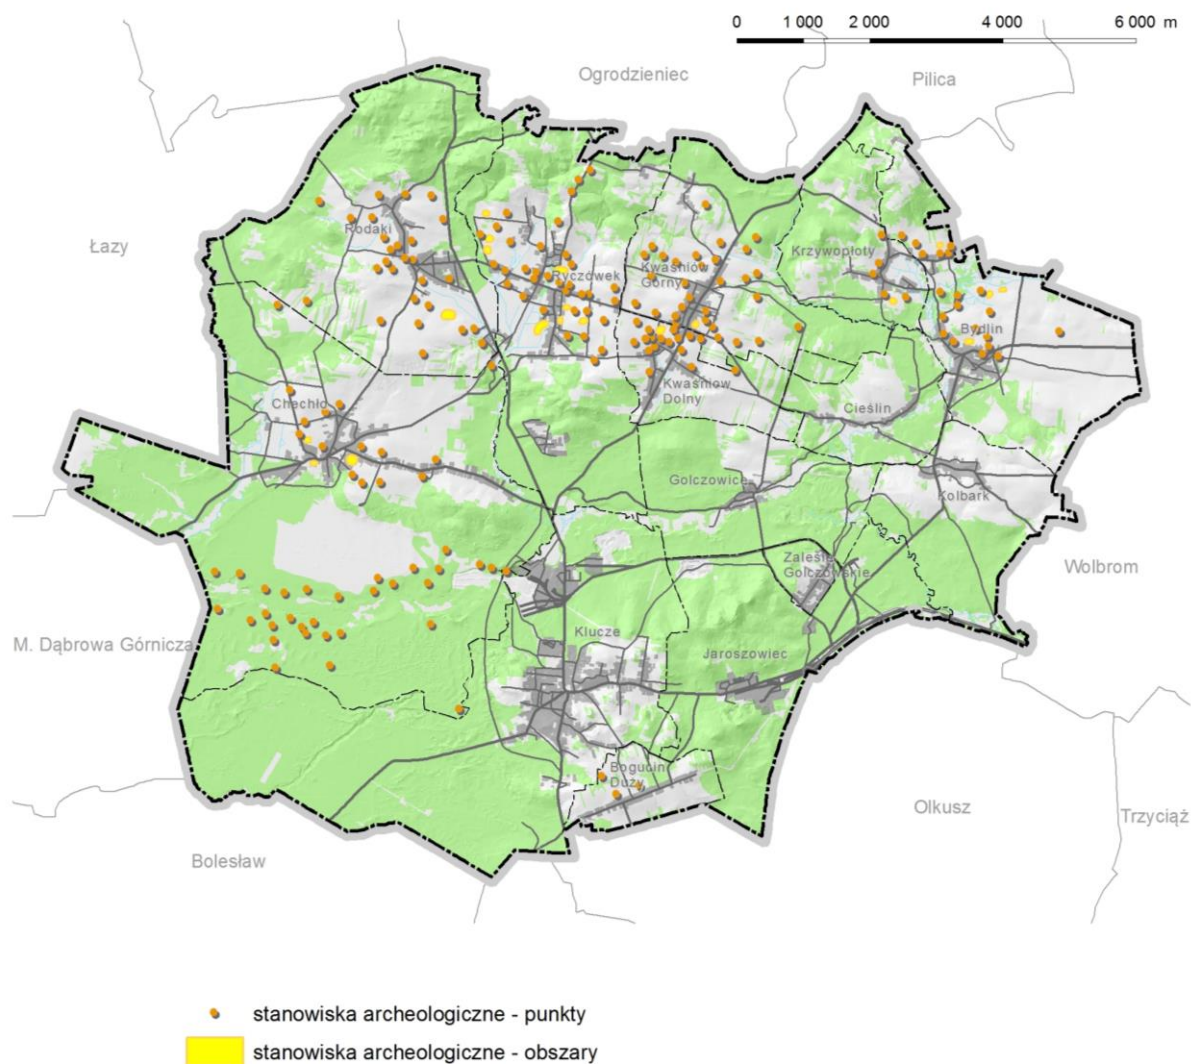 0 1 000 2 000 4 000 6 000 m
Ogrodzieniec
Pilica
Łazy
Rodaki
Krzywopłoty
Ryczówek
Kwaśniów
Górny
Bydlin
Kwaśniów
Dolny
Chechło
Cieślin
Golczowice
Kolbark
Zalesie
Golczowskie
Wolbrom
M. Dąbrowa Górnicza
Klucze
Jaroszowiec
Bogucin
Duży
Olkusz
Trzyciąż
Bolesław
stanowiska archeologiczne - punkty
stanowiska archeologiczne - obszary